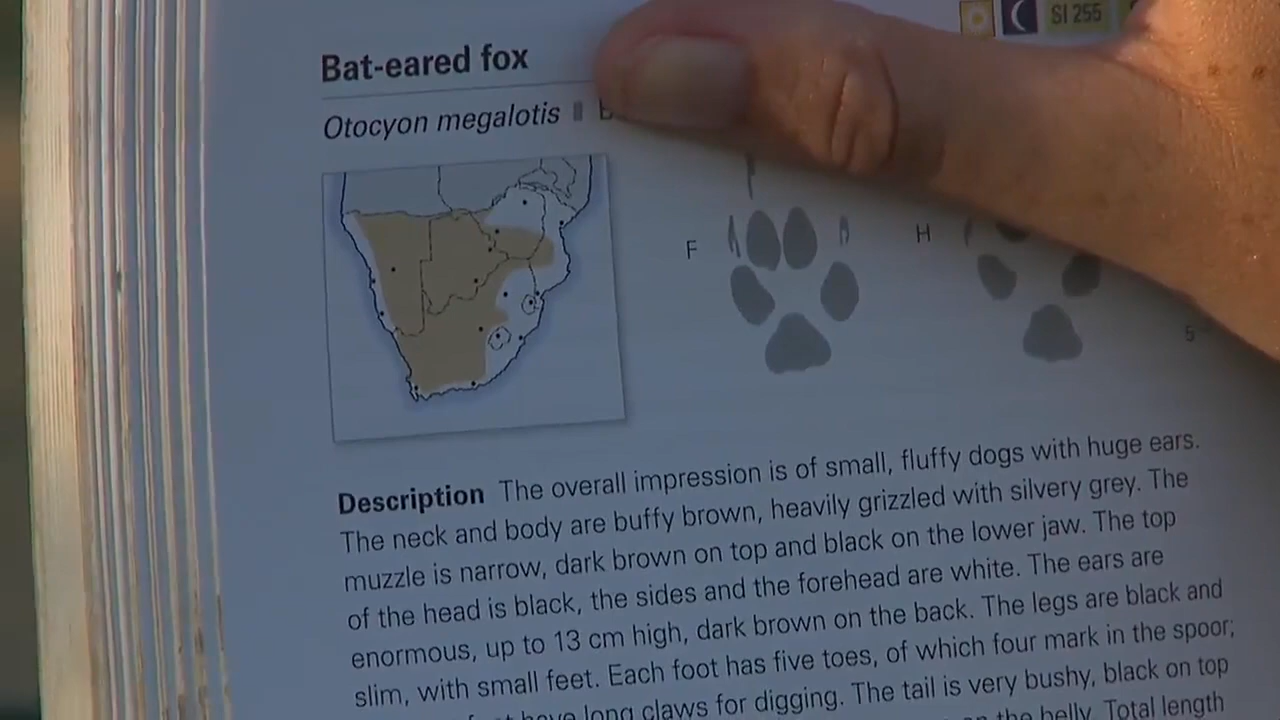 SI 255
Bat-eared fox
Otocyon megalotis
F
H
5
Description The overall impression is of small, fluffy dogs with huge ears.
The neck and body are buffy brown, heavily grizzled with silvery grey. The
muzzle is narrow, dark brown on top and black on the lower jaw. The top
of the head is black, the sides and the forehead are white. The ears are
enormous, up to 13 cm high, dark brown on the back. The legs are black and
slim, with small feet. Each foot has five toes, of which four mark in the spoor;
have long claws for digging. The tail is very bushy, black on top
the belly. Total length